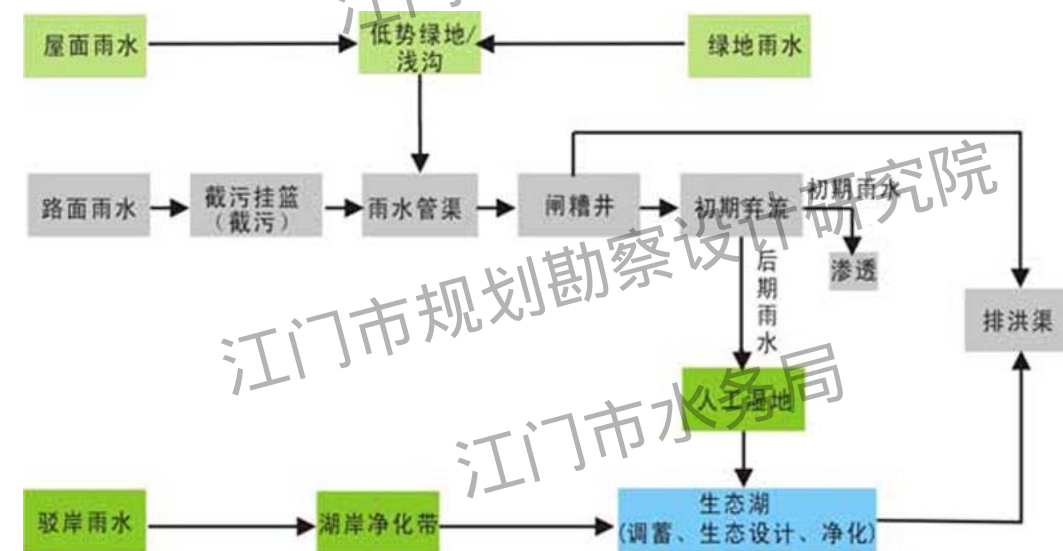 屋面雨水
低势绿地/
浅沟
绿地雨水
路面雨水
截污挂篮
（截污）
雨水管渠
闸糟井
初期弃流
初期雨水
渗透
后期雨水
排洪渠
人工湿地
驳岸雨水
湖岸净化带
生态湖
(调蓄、生态设计、净化)
江门市规划勘察设计研究院
江门市水务局
江门